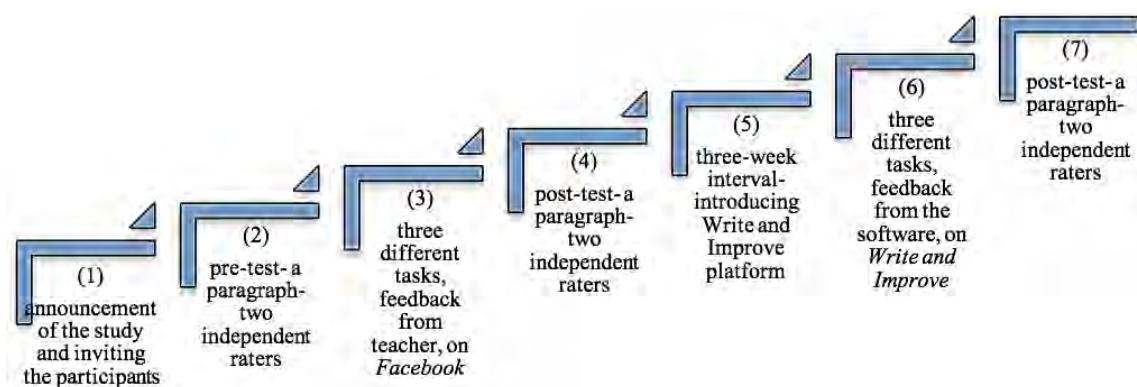 (1)
announcement
of the study
and inviting
the participants
(2)
pre-test- a
paragraph-
two
independent
raters
(3)
three
different
tasks,
feedback
from
teacher, on
Facebook
(4)
post-test- a
paragraph-
two
independent
raters
(5)
three-week
interval-
introducing
Write and
Improve
platform
(6)
three
different
tasks,
feedback
from the
software, on
Write and
Improve
(7)
post-test- a
paragraph-
two
independent
raters